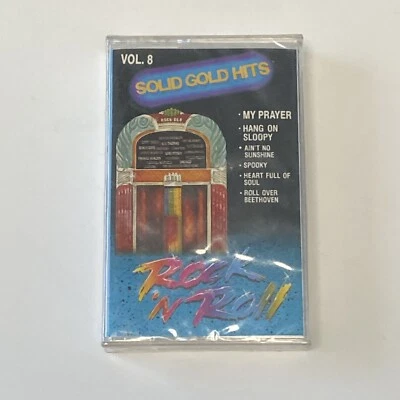 VOL. 8
SOLID GOLD HITS
• MY PRAYER
• HANG ON
SLOOPY
• AIN'T NO
SUNSHINE
• SPOOKY
• HEART FULL OF
SOUL
• ROLL OVER
BEETHOVEN
ROCK
'N ROll